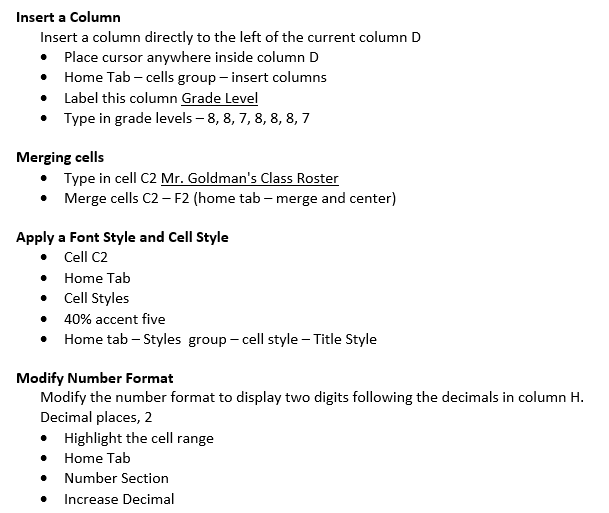 Insert a Column
Insert a column directly to the left of the current column D
• Place cursor anywhere inside column D
• Home Tab – cells group – insert columns
• Label this column Grade Level
• Type in grade levels – 8, 8, 7, 8, 8, 8, 7
Merging cells
• Type in cell C2 Mr. Goldman's Class Roster
• Merge cells C2 – F2 (home tab – merge and center)
Apply a Font Style and Cell Style
• Cell C2
• Home Tab
• Cell Styles
• 40% accent five
• Home tab – Styles  group – cell style – Title Style
Modify Number Format
Modify the number format to display two digits following the decimals in column H.
Decimal places, 2
• Highlight the cell range
• Home Tab
• Number Section
• Increase Decimal